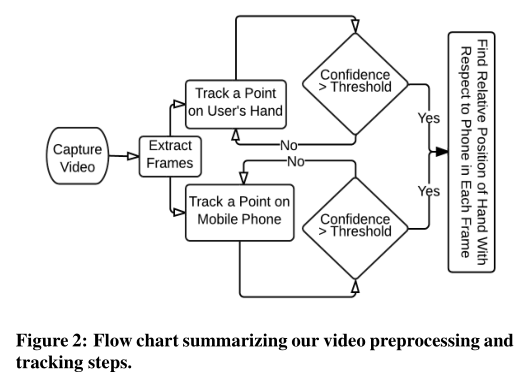 Capture
Video
Extract
Frames
Track a Point
on User's Hand
Confidence
> Threshold
No
Yes
Track a Point on
Mobile Phone
Confidence
> Threshold
No
Yes
Find Relative Position of Hand With
Respect to Phone in Each Frame
Figure 2: Flow chart summarizing our video preprocessing and
tracking steps.